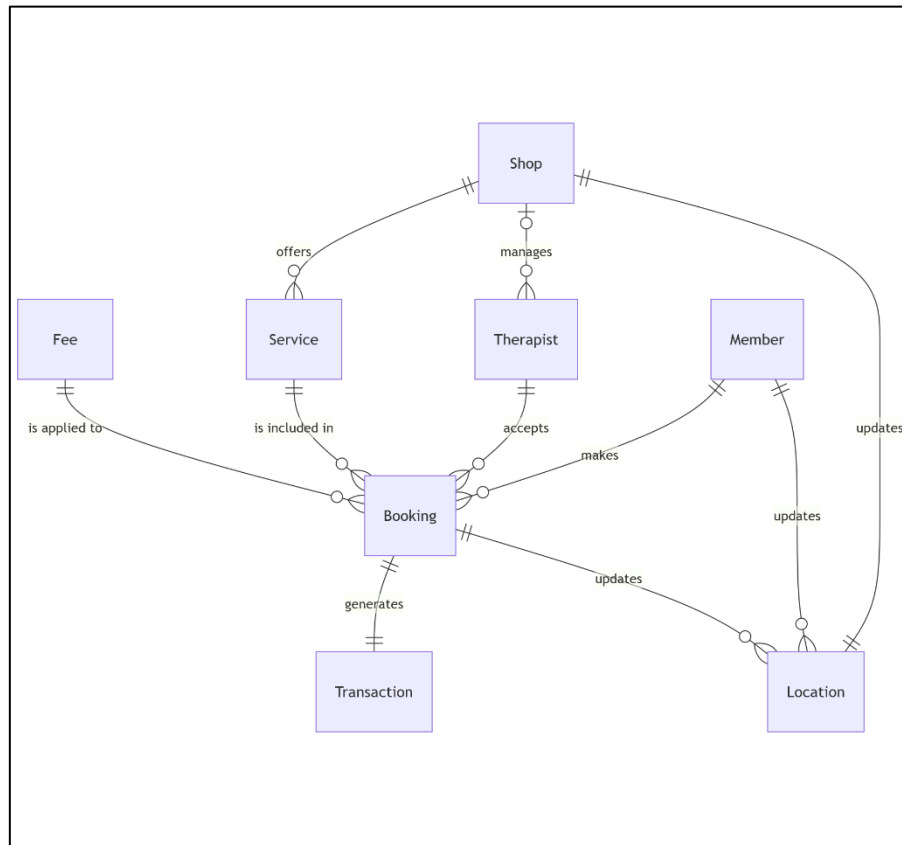 Shop
offers
manages
Fee
Service
Therapist
Member
is applied to
is included in
accepts
makes
updates
Booking
updates
updates
generates
Transaction
Location